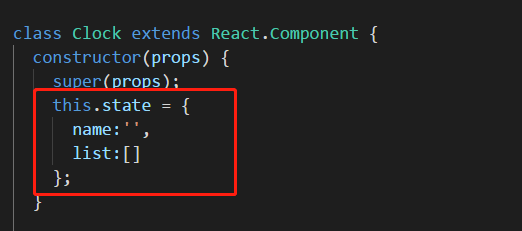 class Clock extends React.Component {
constructor(props) {
super(props);
this.state = {
name:'',
list:[]
};
}